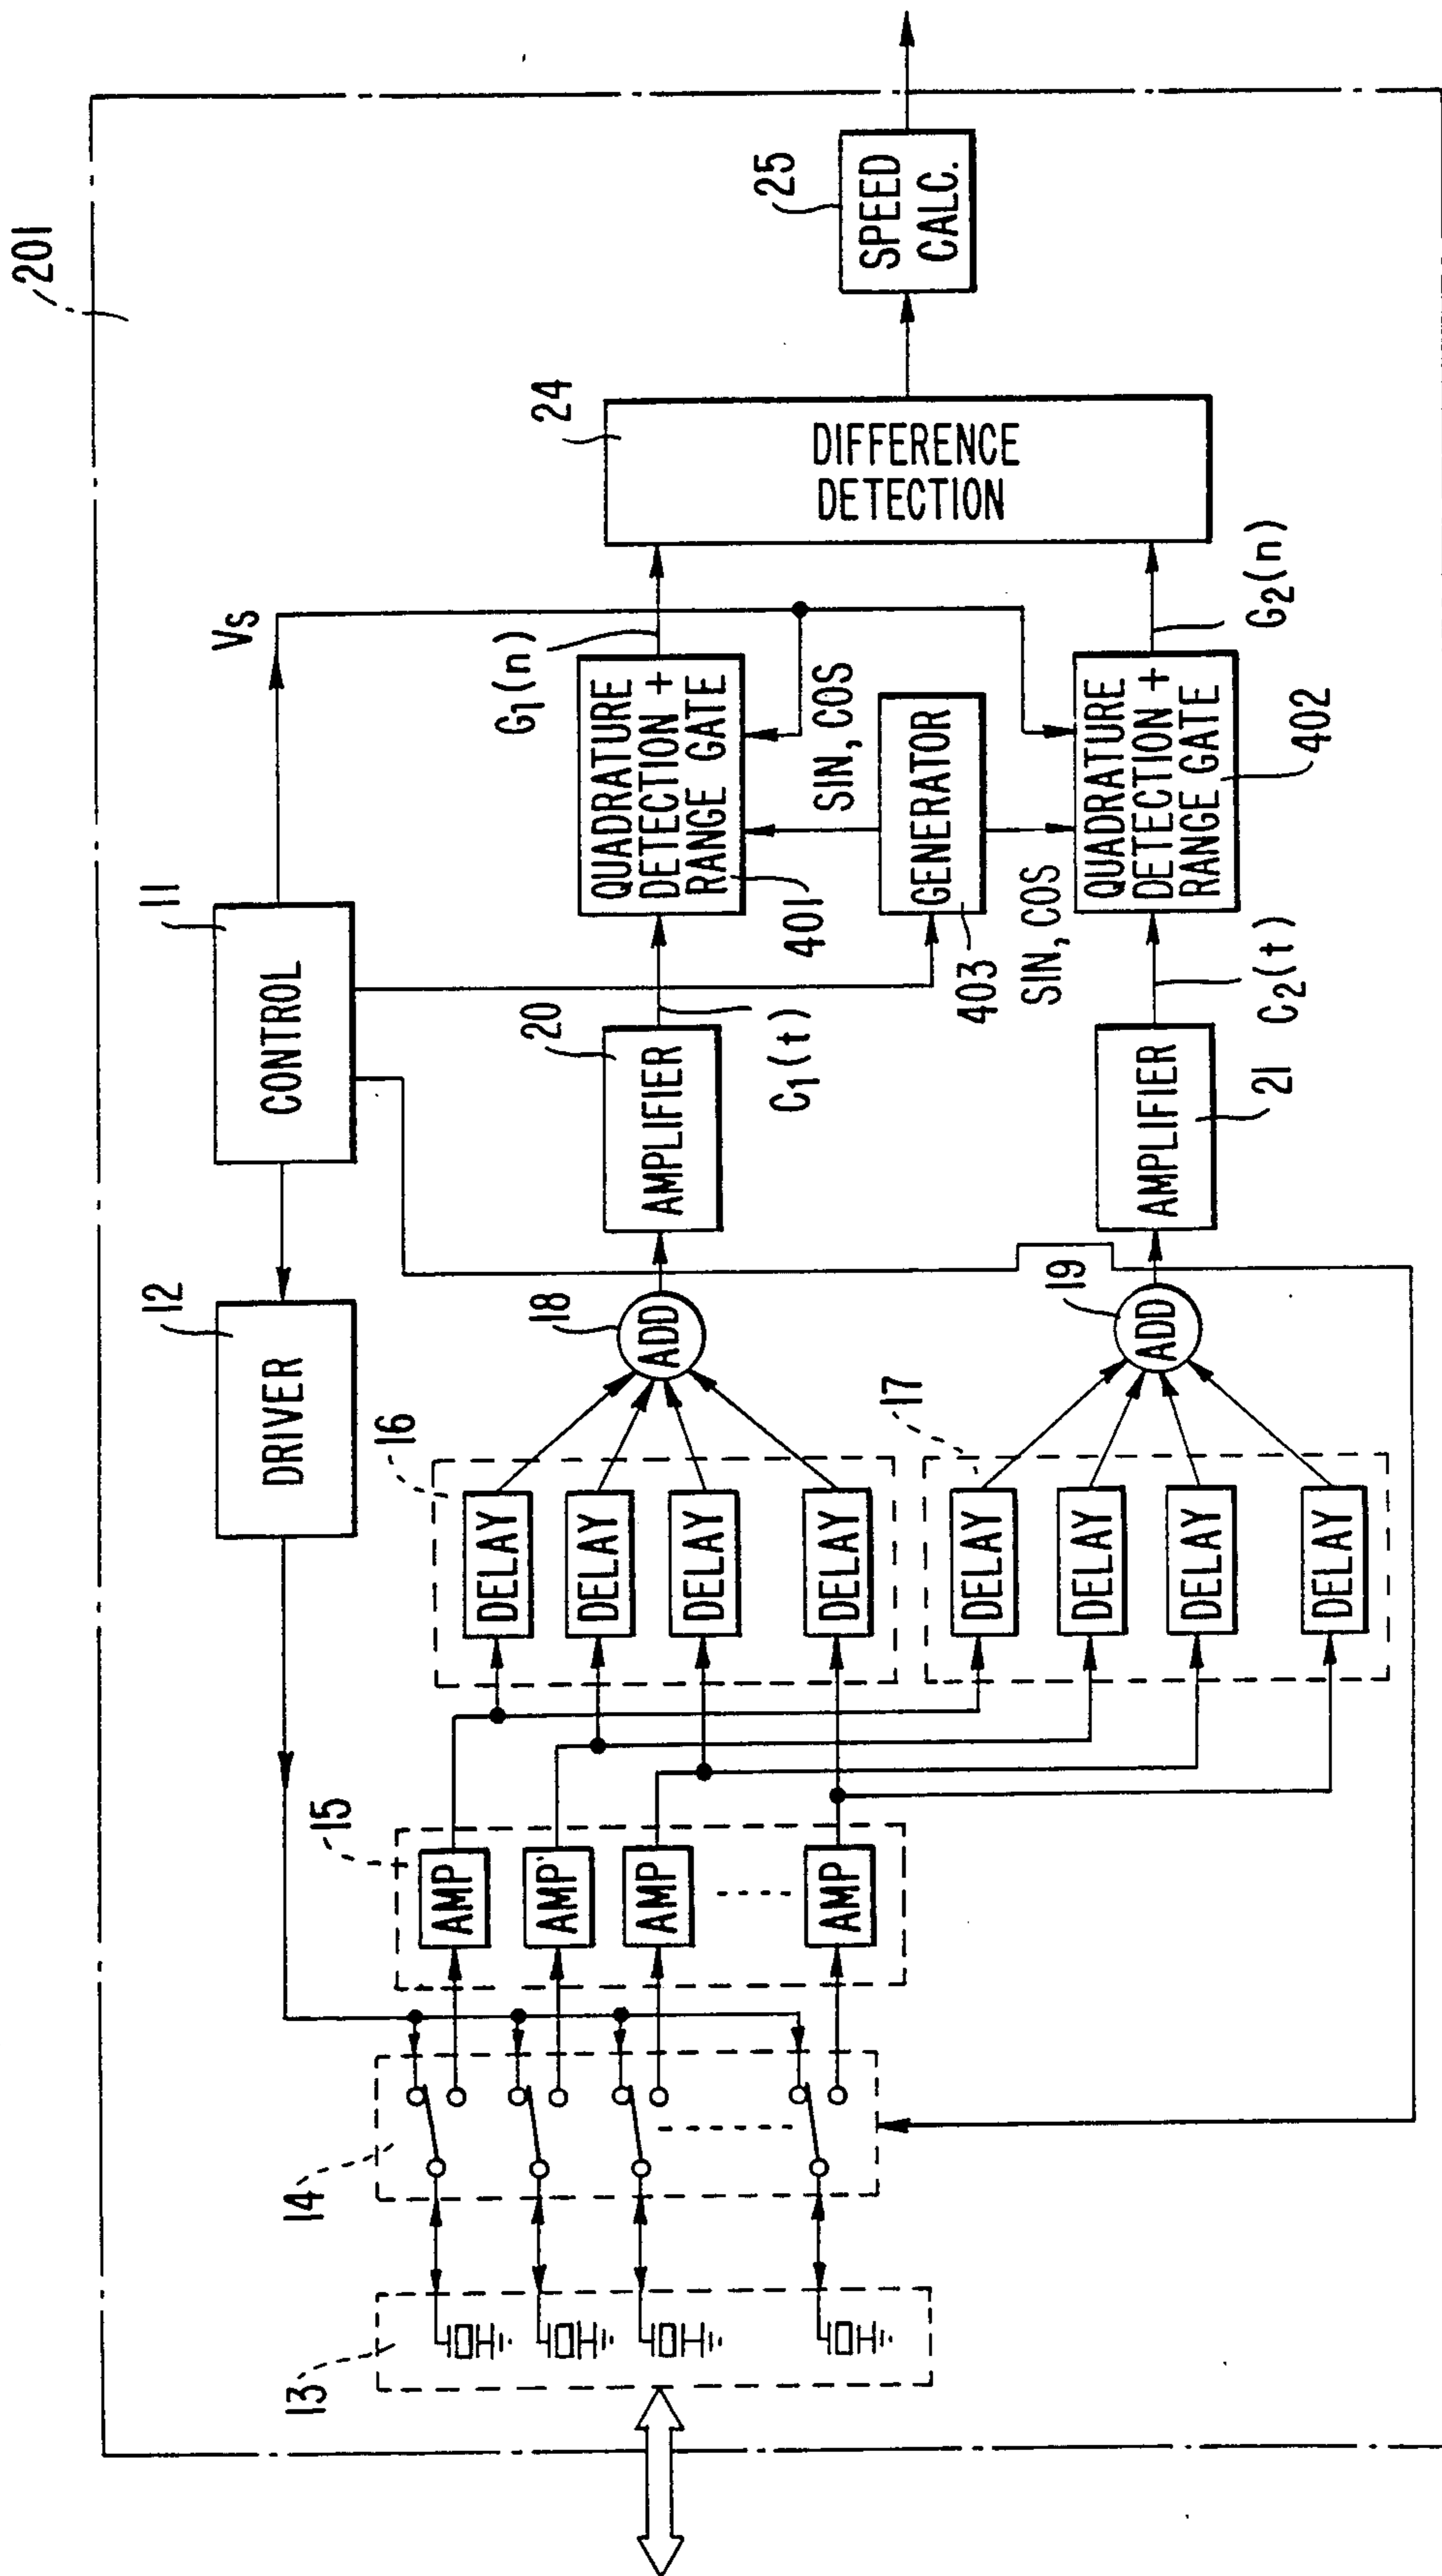 201
11
CONTROL
Vs
12
DRIVER
13
14
15
AMP
AMP
AMP
AMP
16
DELAY
DELAY
DELAY
DELAY
17
DELAY
DELAY
DELAY
DELAY
18
ADD
19
ADD
20
AMPLIFIER
C1(t)
21
AMPLIFIER
C2(t)
QUADRATURE
DETECTION +
RANGE GATE
401
G1(n)
SIN, COS
GENERATOR
403
SIN, COS
QUADRATURE
DETECTION +
RANGE GATE
402
G2(n)
24
DIFFERENCE
DETECTION
25
SPEED
CALC.